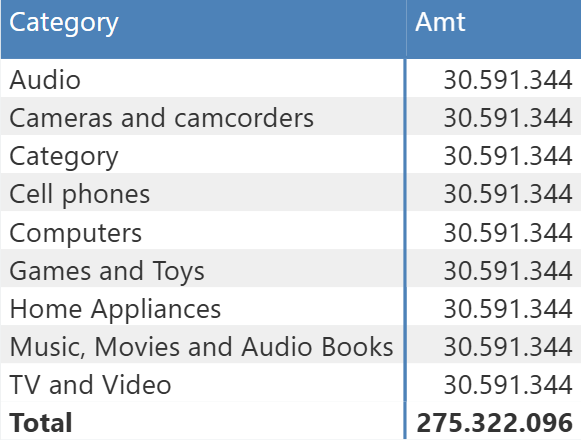 Category Amt
Audio 30.591.344
Cameras and camcorders 30.591.344
Category 30.591.344
Cell phones 30.591.344
Computers 30.591.344
Games and Toys 30.591.344
Home Appliances 30.591.344
Music, Movies and Audio Books 30.591.344
TV and Video 30.591.344
Total 275.322.096